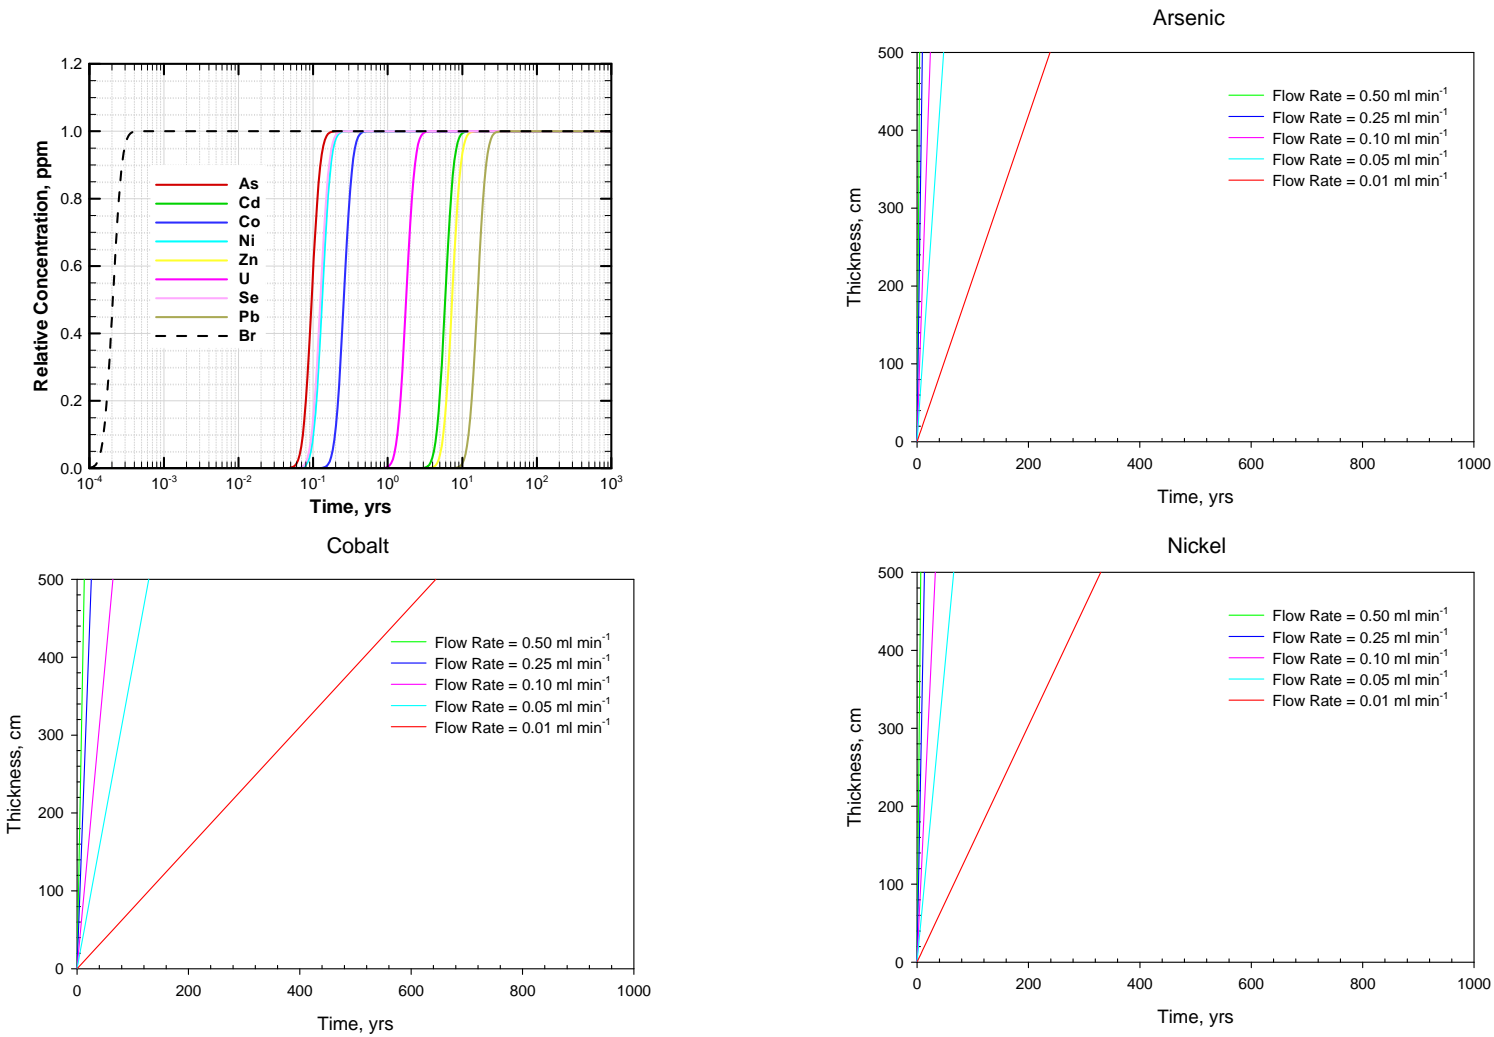 1.2
1.0
0.8
0.6
0.4
0.2
0.0
Relative Concentration, ppm
As
Cd
Co
Ni
Zn
U
Se
Pb
Br
10⁻⁴ 10⁻³ 10⁻² 10⁻¹ 10⁰ 10¹ 10² 10³
Time, yrs
Arsenic
500
400
300
200
100
0
Thickness, cm
Flow Rate = 0.50 ml min⁻¹
Flow Rate = 0.25 ml min⁻¹
Flow Rate = 0.10 ml min⁻¹
Flow Rate = 0.05 ml min⁻¹
Flow Rate = 0.01 ml min⁻¹
0 200 400 600 800 1000
Time, yrs
Cobalt
500
400
300
200
100
0
Thickness, cm
Flow Rate = 0.50 ml min⁻¹
Flow Rate = 0.25 ml min⁻¹
Flow Rate = 0.10 ml min⁻¹
Flow Rate = 0.05 ml min⁻¹
Flow Rate = 0.01 ml min⁻¹
0 200 400 600 800 1000
Time, yrs
Nickel
500
400
300
200
100
0
Thickness, cm
Flow Rate = 0.50 ml min⁻¹
Flow Rate = 0.25 ml min⁻¹
Flow Rate = 0.10 ml min⁻¹
Flow Rate = 0.05 ml min⁻¹
Flow Rate = 0.01 ml min⁻¹
0 200 400 600 800 1000
Time, yrs